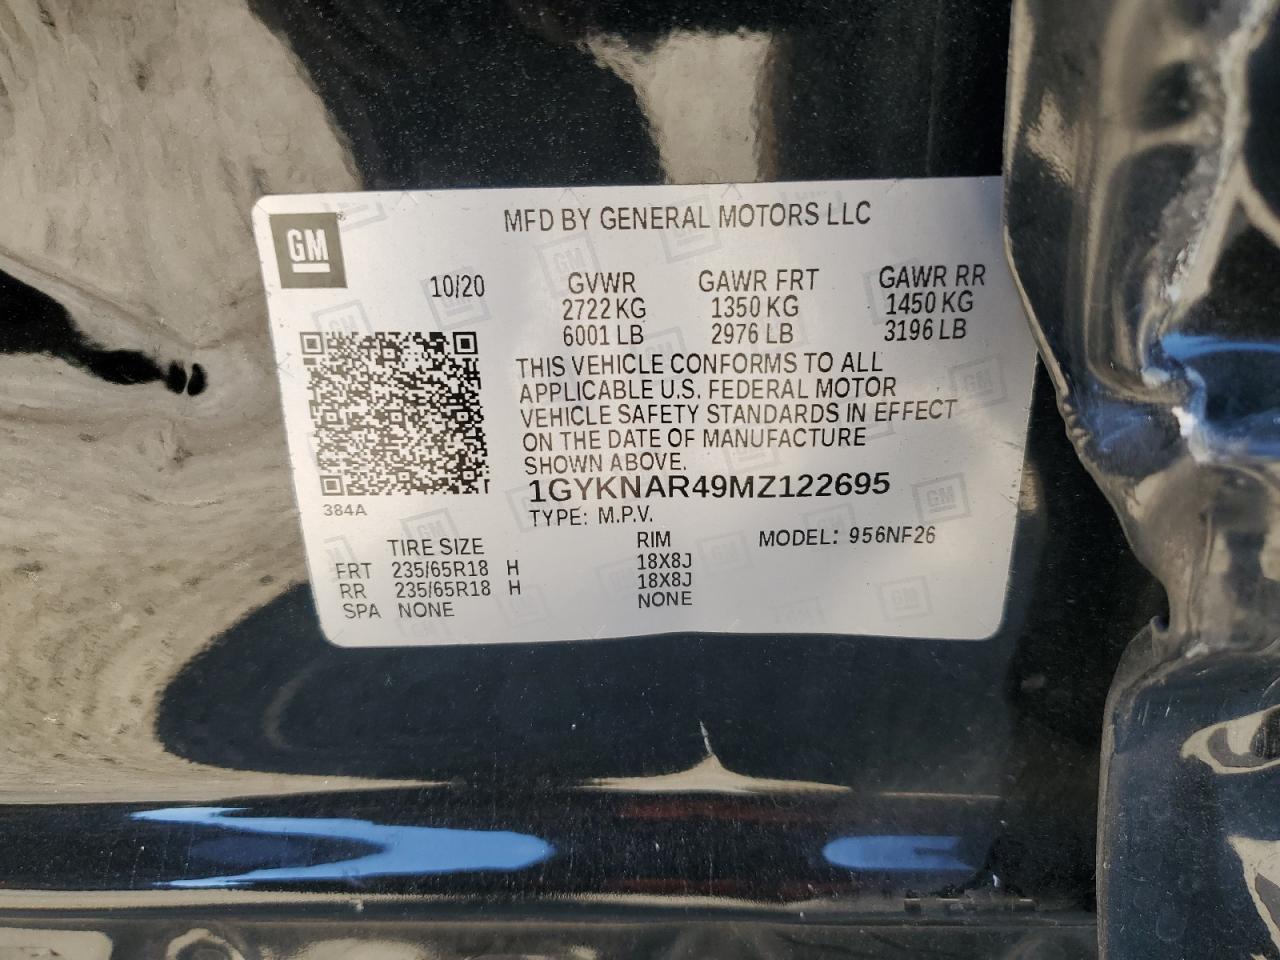 GM
MFD BY GENERAL MOTORS LLC
10/20
GVWR GAWR FRT GAWR RR
2722 KG 1350 KG 1450 KG
6001 LB 2976 LB 3196 LB
THIS VEHICLE CONFORMS TO ALL
APPLICABLE U.S. FEDERAL MOTOR
VEHICLE SAFETY STANDARDS IN EFFECT
ON THE DATE OF MANUFACTURE
SHOWN ABOVE.
1GYKNAR49MZ122695
384A
TYPE: M.P.V.
TIRE SIZE RIM MODEL: 956NF26
FRT 235/65R18 H 18X8J
RR 235/65R18 H 18X8J
SPA NONE NONE